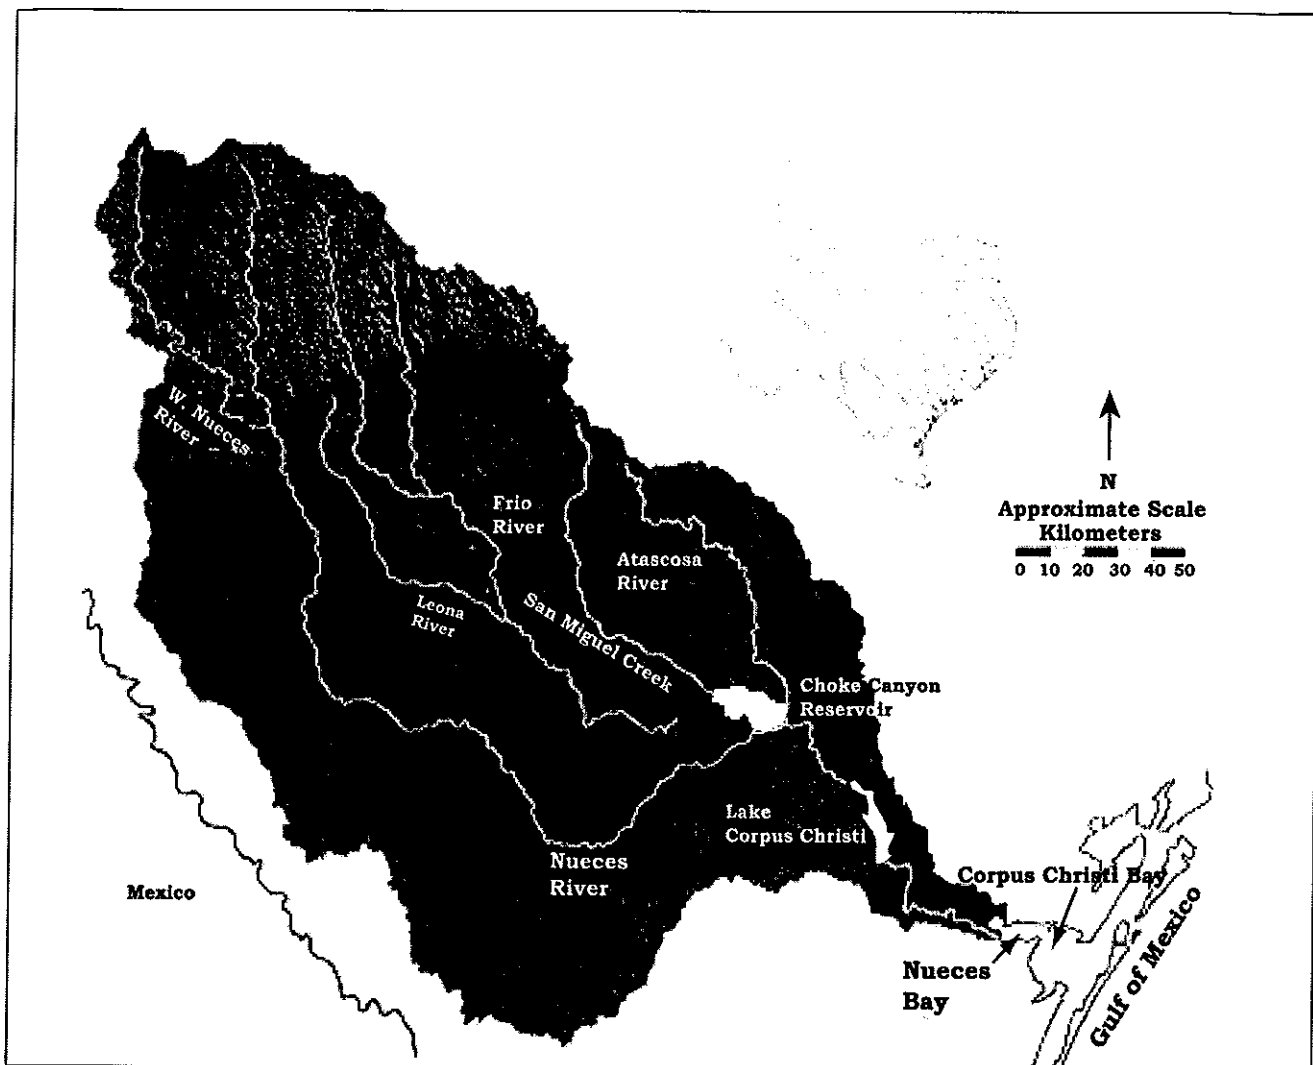 W. Nueces
River
Frio
River
Atascosa
River
Leona
River
San Miguel Creek
Choke Canyon
Reservoir
N
Approximate Scale
Kilometers
0 10 20 30 40 50
Lake
Corpus Christi
Nueces
River
Mexico
Corpus Christi Bay
Nueces
Bay
Gulf of Mexico